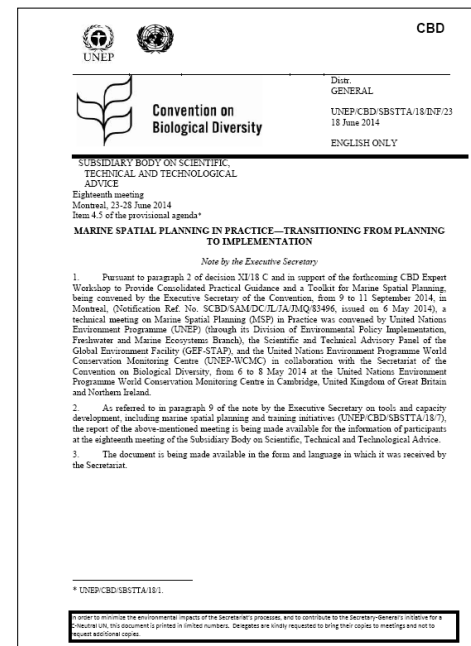 CBD
UNEP
Distr.
GENERAL
UNEP/CBD/SBSTTA/18/INF/23
18 June 2014
ENGLISH ONLY
Convention on
Biological Diversity
SUBSIDIARY BODY ON SCIENTIFIC,
TECHNICAL AND TECHNOLOGICAL
ADVICE
Eighteenth meeting
Montreal, 23-28 June 2014
Item 4.5 of the provisional agenda*
MARINE SPATIAL PLANNING IN PRACTICE—TRANSITIONING FROM PLANNING
TO IMPLEMENTATION
Note by the Executive Secretary
1. Pursuant to paragraph 2 of decision XI/18 C and in support of the forthcoming CBD Expert
Workshop to Provide Consolidated Practical Guidance and a Toolkit for Marine Spatial Planning,
being convened by the Executive Secretary of the Convention, from 9 to 11 September 2014, in
Montreal, (Notification Ref. No. SCBD/SAM/DC/JL/JA/JMQ/83496, issued on 6 May 2014), a
technical meeting on Marine Spatial Planning (MSP) in Practice was convened by United Nations
Environment Programme (UNEP) (through its Division of Environmental Policy Implementation,
Freshwater and Marine Ecosystems Branch), the Scientific and Technical Advisory Panel of the
Global Environment Facility (GEF-STAP), and the United Nations Environment Programme World
Conservation Monitoring Centre (UNEP-WCMC) in collaboration with the Secretariat of the
Convention on Biological Diversity, from 6 to 8 May 2014 at the United Nations Environment
Programme World Conservation Monitoring Centre in Cambridge, United Kingdom of Great Britain
and Northern Ireland.
2. As referred to in paragraph 9 of the note by the Executive Secretary on tools and capacity
development, including marine spatial planning and training initiatives (UNEP/CBD/SBSTTA/18/7),
the report of the above-mentioned meeting is being made available for the information of participants
at the eighteenth meeting of the Subsidiary Body on Scientific, Technical and Technological Advice.
3. The document is being made available in the form and language in which it was received by
the Secretariat.
* UNEP/CBD/SBSTTA/18/1.
In order to minimize the environmental impacts of the Secretariat's processes, and to contribute to the Secretary-General's initiative for a
C-Neutral UN, this document is printed in limited numbers. Delegates are kindly requested to bring their copies to meetings and not to
request additional copies.